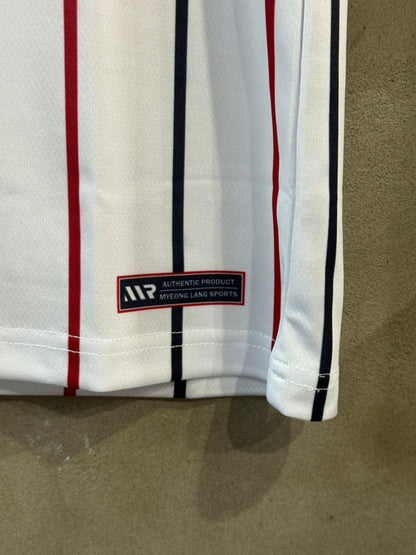 MR
AUTHENTIC PRODUCT
MYEONG LANG SPORTS